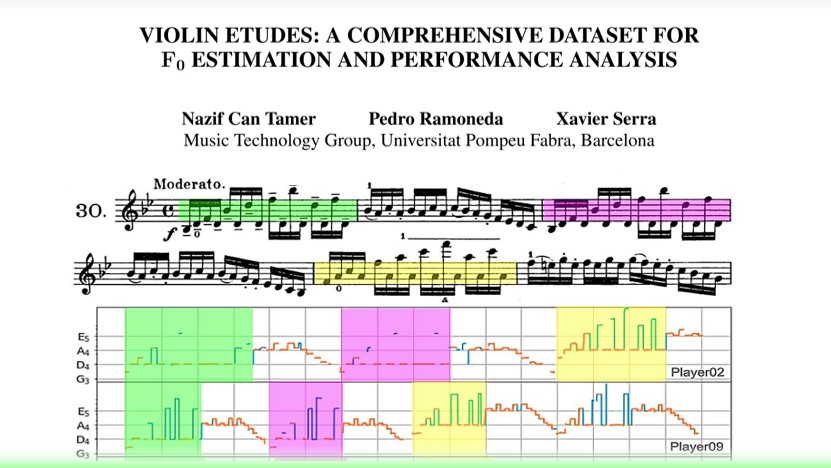 VIOLIN ETUDES: A COMPREHENSIVE DATASET FOR
F₀ ESTIMATION AND PERFORMANCE ANALYSIS
Nazif Can Tamer Pedro Ramoneda Xavier Serra
Music Technology Group, Universitat Pompeu Fabra, Barcelona
Moderato.
30.
f
0
1
1
0
4
1
E5
A4
D4
G3
Player02
E5
A4
D4
G3
Player09